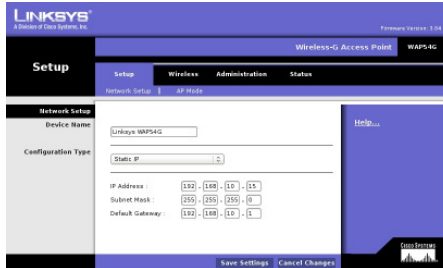 LINKSYS®
A Division of Cisco Systems, Inc.
Firmware Version: 3.04
Wireless-G Access Point WAP54G
Setup
Setup Wireless Administration Status
Network Setup | AP Mode
Network Setup
Device Name
Linksys WAP54G
Help...
Configuration Type
Static IP
IP Address : 192 . 168 . 10 . 15
Subnet Mask : 255 . 255 . 255 . 0
Default Gateway : 192 . 168 . 10 . 1
Save Settings Cancel Changes
CISCO SYSTEMS